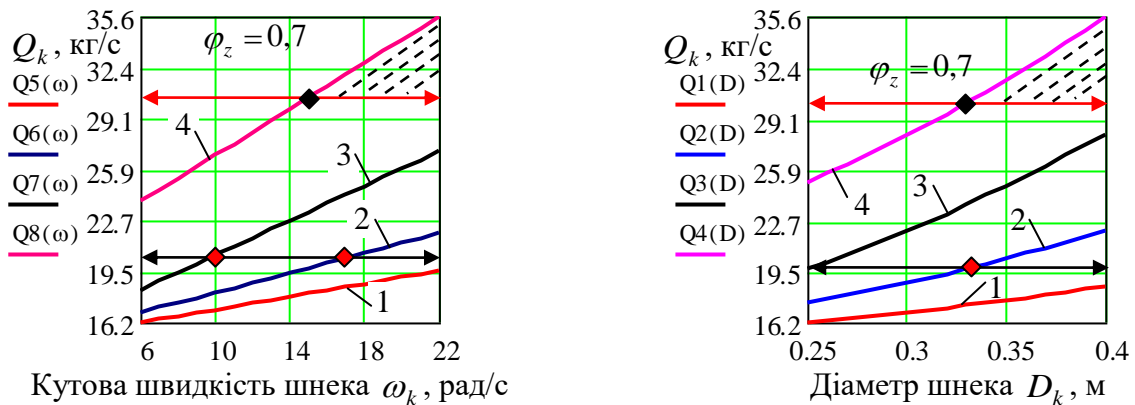 Q_k, кг/с
Q5(ω)
Q6(ω)
Q7(ω)
Q8(ω)
35.6
32.4
29.1
25.9
22.7
19.5
16.2
φ_z = 0,7
4
3
2
1
6 10 14 18 22
Кутова швидкість шнека ω_k, рад/с
Q_k, кг/с
Q1(D)
Q2(D)
Q3(D)
Q4(D)
35.6
32.4
29.1
25.9
22.7
19.5
16.2
φ_z = 0,7
4
3
2
1
0.25 0.3 0.35 0.4
Діаметр шнека D_k, м